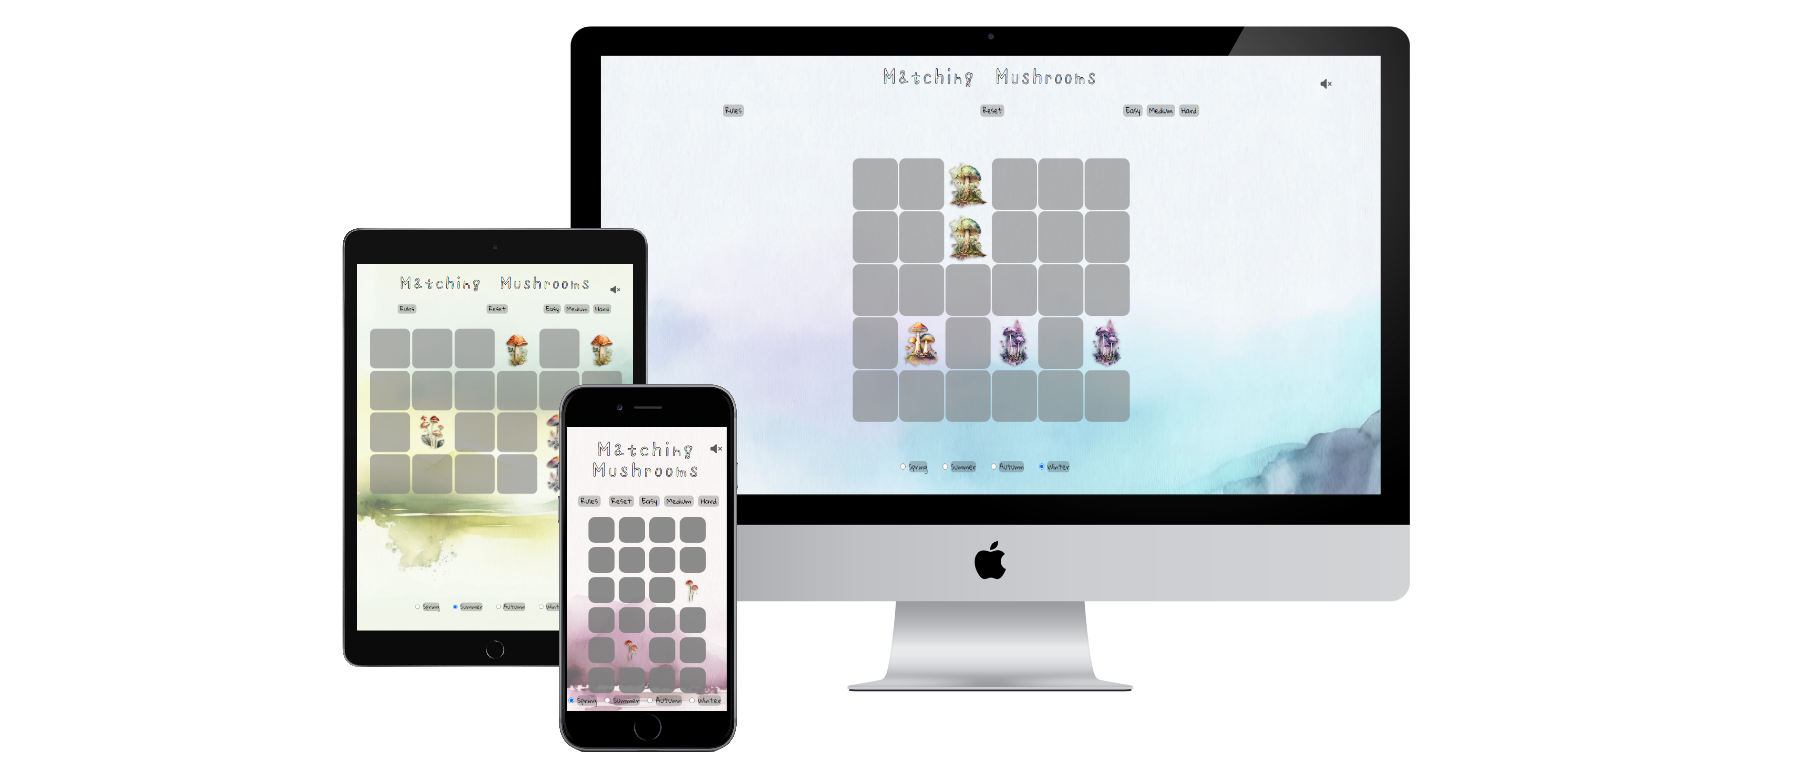 Matching Mushrooms
Rules Reset Easy Medium Hard
Spring Summer Autumn Winter
Matching Mushrooms
Rules Reset Easy Medium Hard
Spring Summer Autumn
Matching
Mushrooms
Rules Reset Easy Medium Hard
Spring Summer Autumn Winter